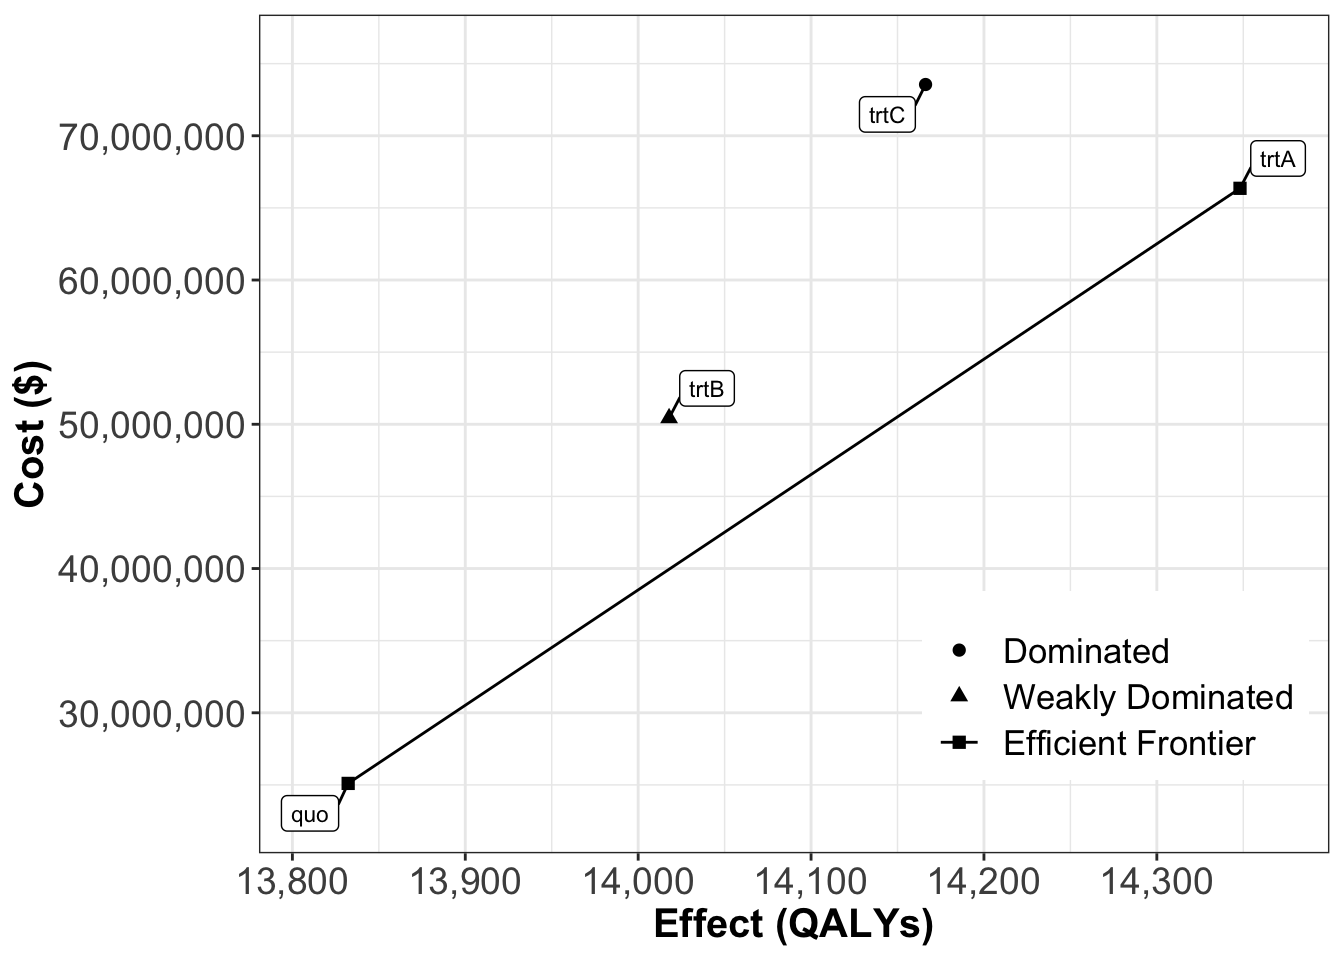 trtC
trtA
trtB
quo
70,000,000
60,000,000
50,000,000
40,000,000
30,000,000
Cost ($)
Dominated
Weakly Dominated
Efficient Frontier
13,800 13,900 14,000 14,100 14,200 14,300
Effect (QALYs)